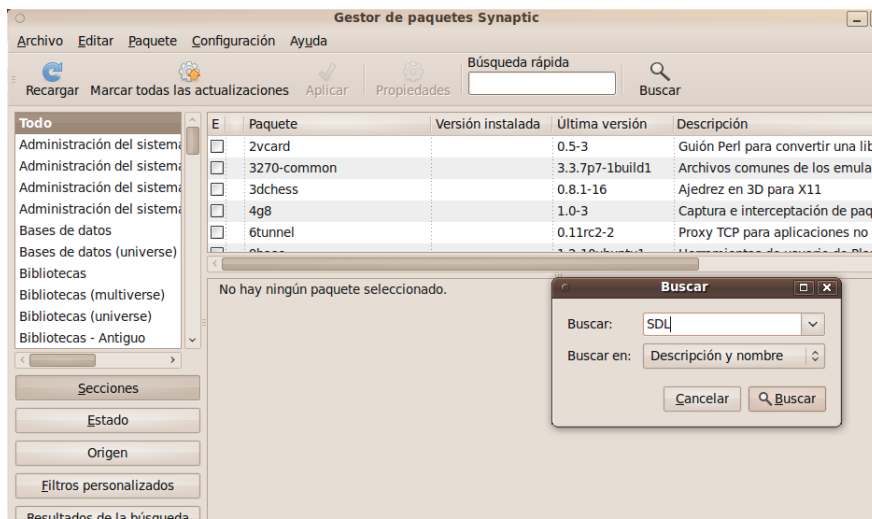 Gestor de paquetes Synaptic
Archivo Editar Paquete Configuración Ayuda
Búsqueda rápida
Recargar Marcar todas las actualizaciones Aplicar Propiedades Buscar
Todo
Administración del sistema
Administración del sistema
Administración del sistema
Administración del sistema
Bases de datos
Bases de datos (universe)
Bibliotecas
Bibliotecas (multiverse)
Bibliotecas (universe)
Bibliotecas - Antiguo
Secciones
Estado
Origen
Filtros personalizados
Resultados de la búsqueda
E Paquete Versión instalada Última versión Descripción
2vcard 0.5-3 Guión Perl para convertir una lib
3270-common 3.3.7p7-1build1 Archivos comunes de los emula
3dchess 0.8.1-16 Ajedrez en 3D para X11
4g8 1.0-3 Captura e interceptación de paq
6tunnel 0.11rc2-2 Proxy TCP para aplicaciones no
No hay ningún paquete seleccionado.
Buscar
Buscar: SDL
Buscar en: Descripción y nombre
Cancelar Buscar